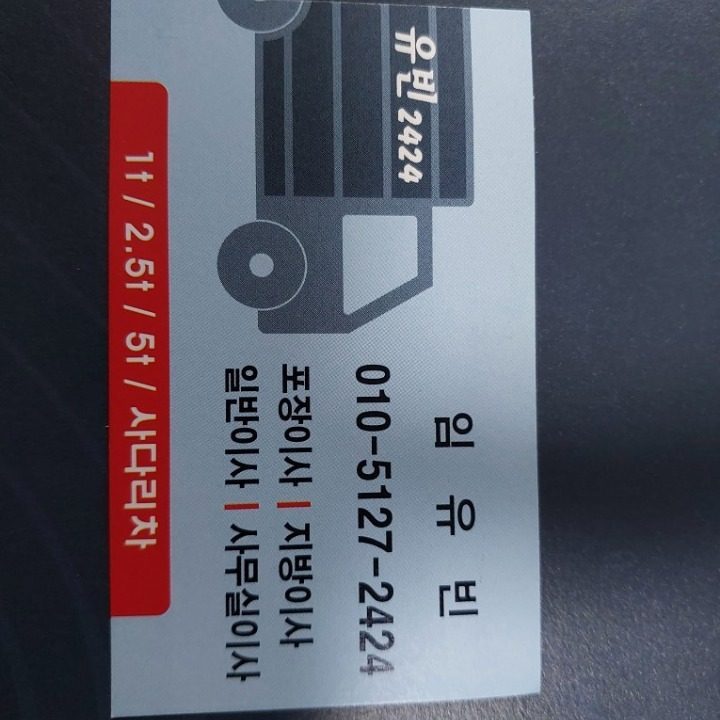 유빈 2424
임유빈
010-5127-2424
포장이사 | 지방이사
일반이사 | 사무실이사
1t / 2.5t / 5t / 사다리차